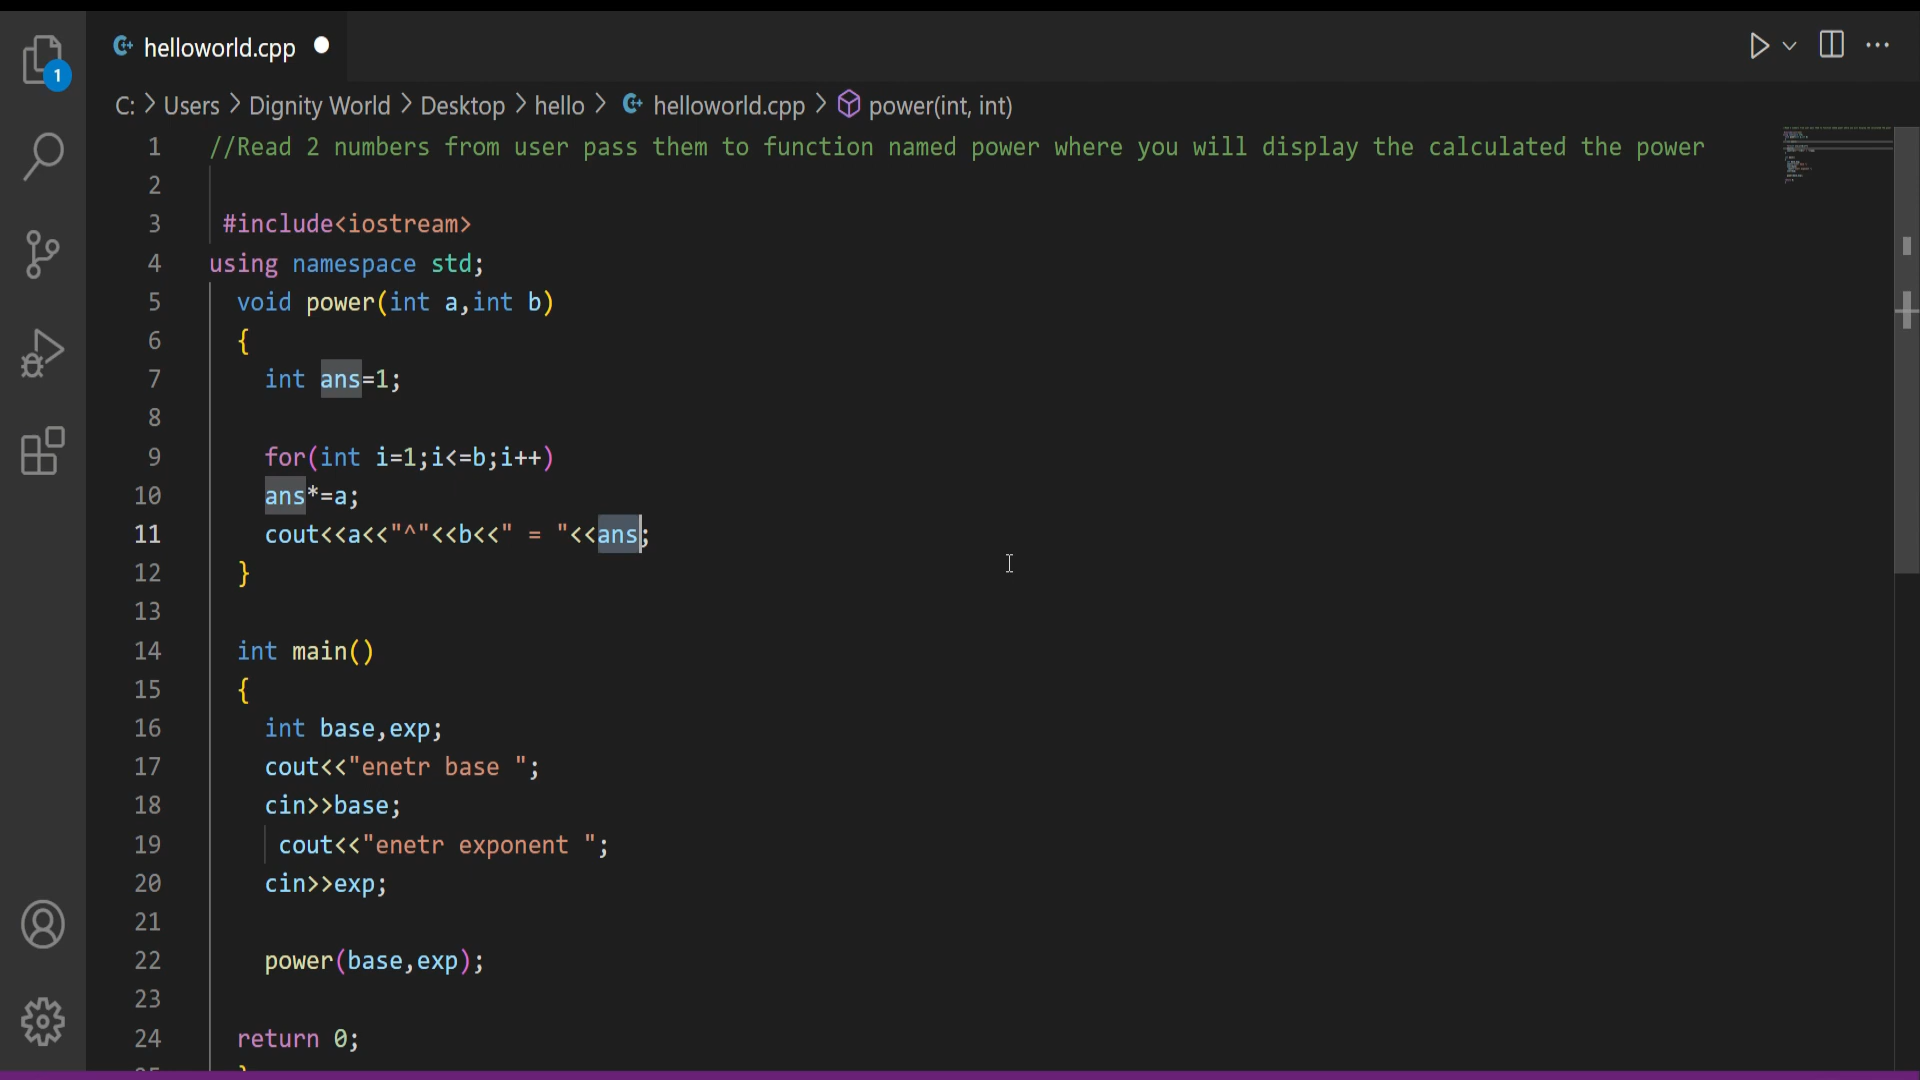 helloworld.cpp
1
C: > Users > Dignity World > Desktop > hello > helloworld.cpp > power(int, int)
1 //Read 2 numbers from user pass them to function named power where you will display the calculated the power
2
3 #include<iostream>
4 using namespace std;
5 void power(int a,int b)
6 {
7 int ans=1;
8
9 for(int i=1;i<=b;i++)
10 ans*=a;
11 cout<<a<<"^"<<b<<" = "<<ans;
12 }
13
14 int main()
15 {
16 int base,exp;
17 cout<<"enetr base ";
18 cin>>base;
19 cout<<"enetr exponent ";
20 cin>>exp;
21
22 power(base,exp);
23
24 return 0;